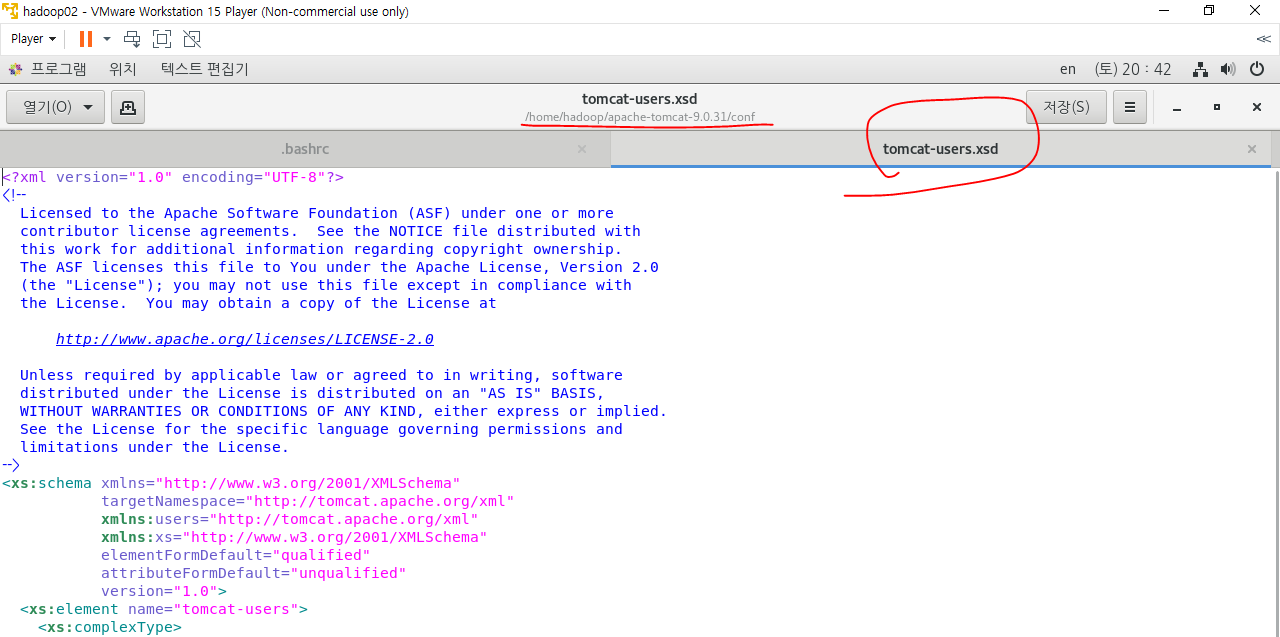 hadoop02 - VMware Workstation 15 Player (Non-commercial use only)
Player
프로그램 위치 텍스트 편집기 en (토) 20 : 42
열기(O) tomcat-users.xsd 저장(S)
/home/hadoop/apache-tomcat-9.0.31/conf
.bashrc tomcat-users.xsd
<?xml version="1.0" encoding="UTF-8"?>
<!--
  Licensed to the Apache Software Foundation (ASF) under one or more
  contributor license agreements.  See the NOTICE file distributed with
  this work for additional information regarding copyright ownership.
  The ASF licenses this file to You under the Apache License, Version 2.0
  (the "License"); you may not use this file except in compliance with
  the License.  You may obtain a copy of the License at

      http://www.apache.org/licenses/LICENSE-2.0

  Unless required by applicable law or agreed to in writing, software
  distributed under the License is distributed on an "AS IS" BASIS,
  WITHOUT WARRANTIES OR CONDITIONS OF ANY KIND, either express or implied.
  See the License for the specific language governing permissions and
  limitations under the License.
-->
<xs:schema xmlns="http://www.w3.org/2001/XMLSchema"
           targetNamespace="http://tomcat.apache.org/xml"
           xmlns:users="http://tomcat.apache.org/xml"
           xmlns:xs="http://www.w3.org/2001/XMLSchema"
           elementFormDefault="qualified"
           attributeFormDefault="unqualified"
           version="1.0">
  <xs:element name="tomcat-users">
    <xs:complexType>